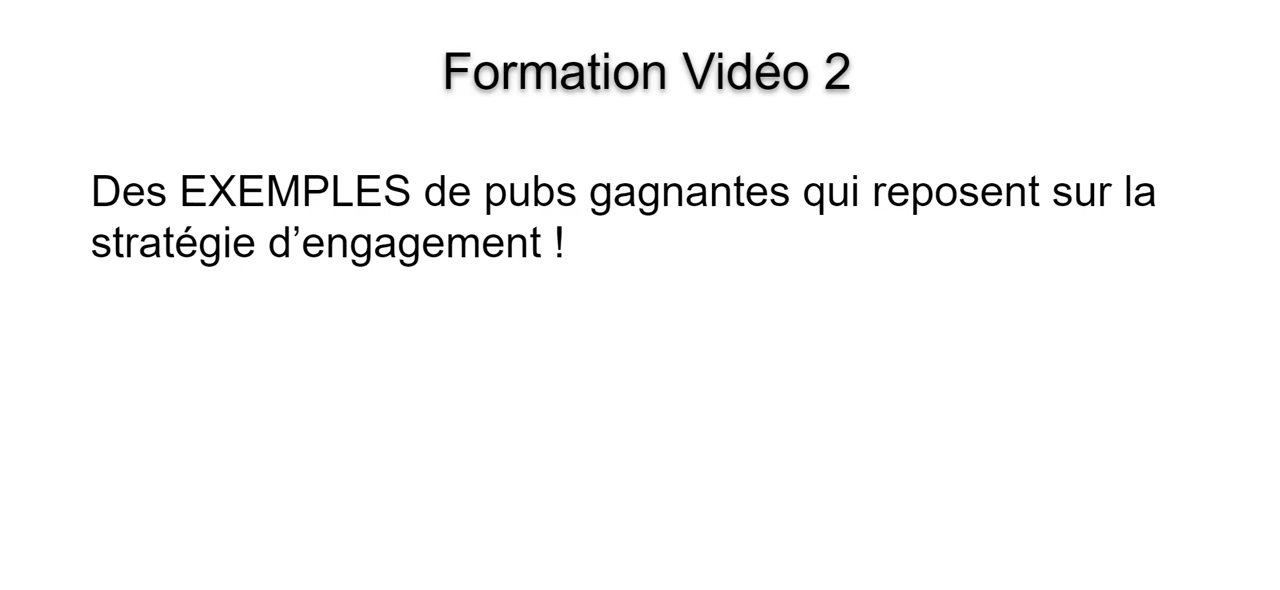 Formation Vidéo 2
Des EXEMPLES de pubs gagnantes qui reposent sur la
stratégie d’engagement !